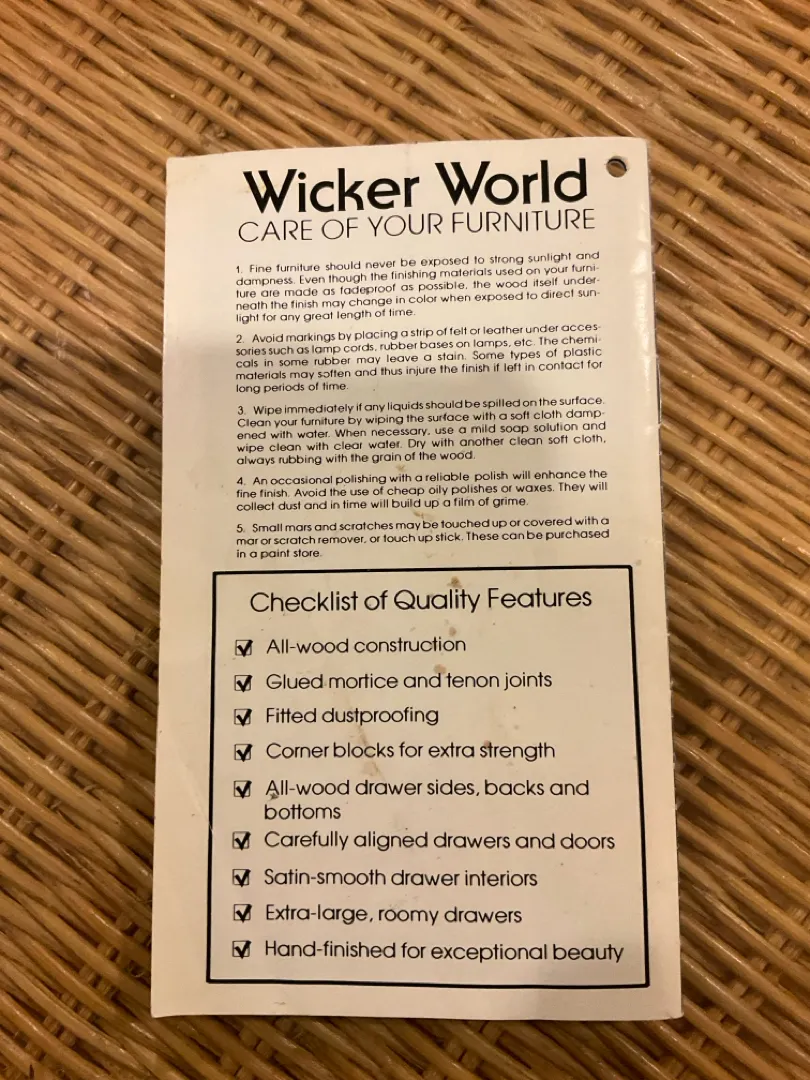 Wicker World
CARE OF YOUR FURNITURE
1. Fine furniture should never be exposed to strong sunlight and
dampness. Even though the finishing materials used on your furni-
ture are made as fadeproof as possible, the wood itself under-
neath the finish may change in color when exposed to direct sun-
light for any great length of time.
2. Avoid markings by placing a strip of felt or leather under acces-
sories such as lamp cords, rubber bases on lamps, etc. The chemi-
cals in some rubber may leave a stain. Some types of plastic
materials may soften and thus injure the finish if left in contact for
long periods of time.
3. Wipe immediately if any liquids should be spilled on the surface.
Clean your furniture by wiping the surface with a soft cloth damp-
ened with water. When necessary, use a mild soap solution and
wipe clean with clear water. Dry with another clean soft cloth,
always rubbing with the grain of the wood.
4. An occasional polishing with a reliable polish will enhance the
fine finish. Avoid the use of cheap oily polishes or waxes. They will
collect dust and in time will build up a film of grime.
5. Small mars and scratches may be touched up or covered with a
mar or scratch remover, or touch up stick. These can be purchased
in a paint store.
Checklist of Quality Features
All-wood construction
Glued mortice and tenon joints
Fitted dustproofing
Corner blocks for extra strength
All-wood drawer sides, backs and
bottoms
Carefully aligned drawers and doors
Satin-smooth drawer interiors
Extra-large, roomy drawers
Hand-finished for exceptional beauty